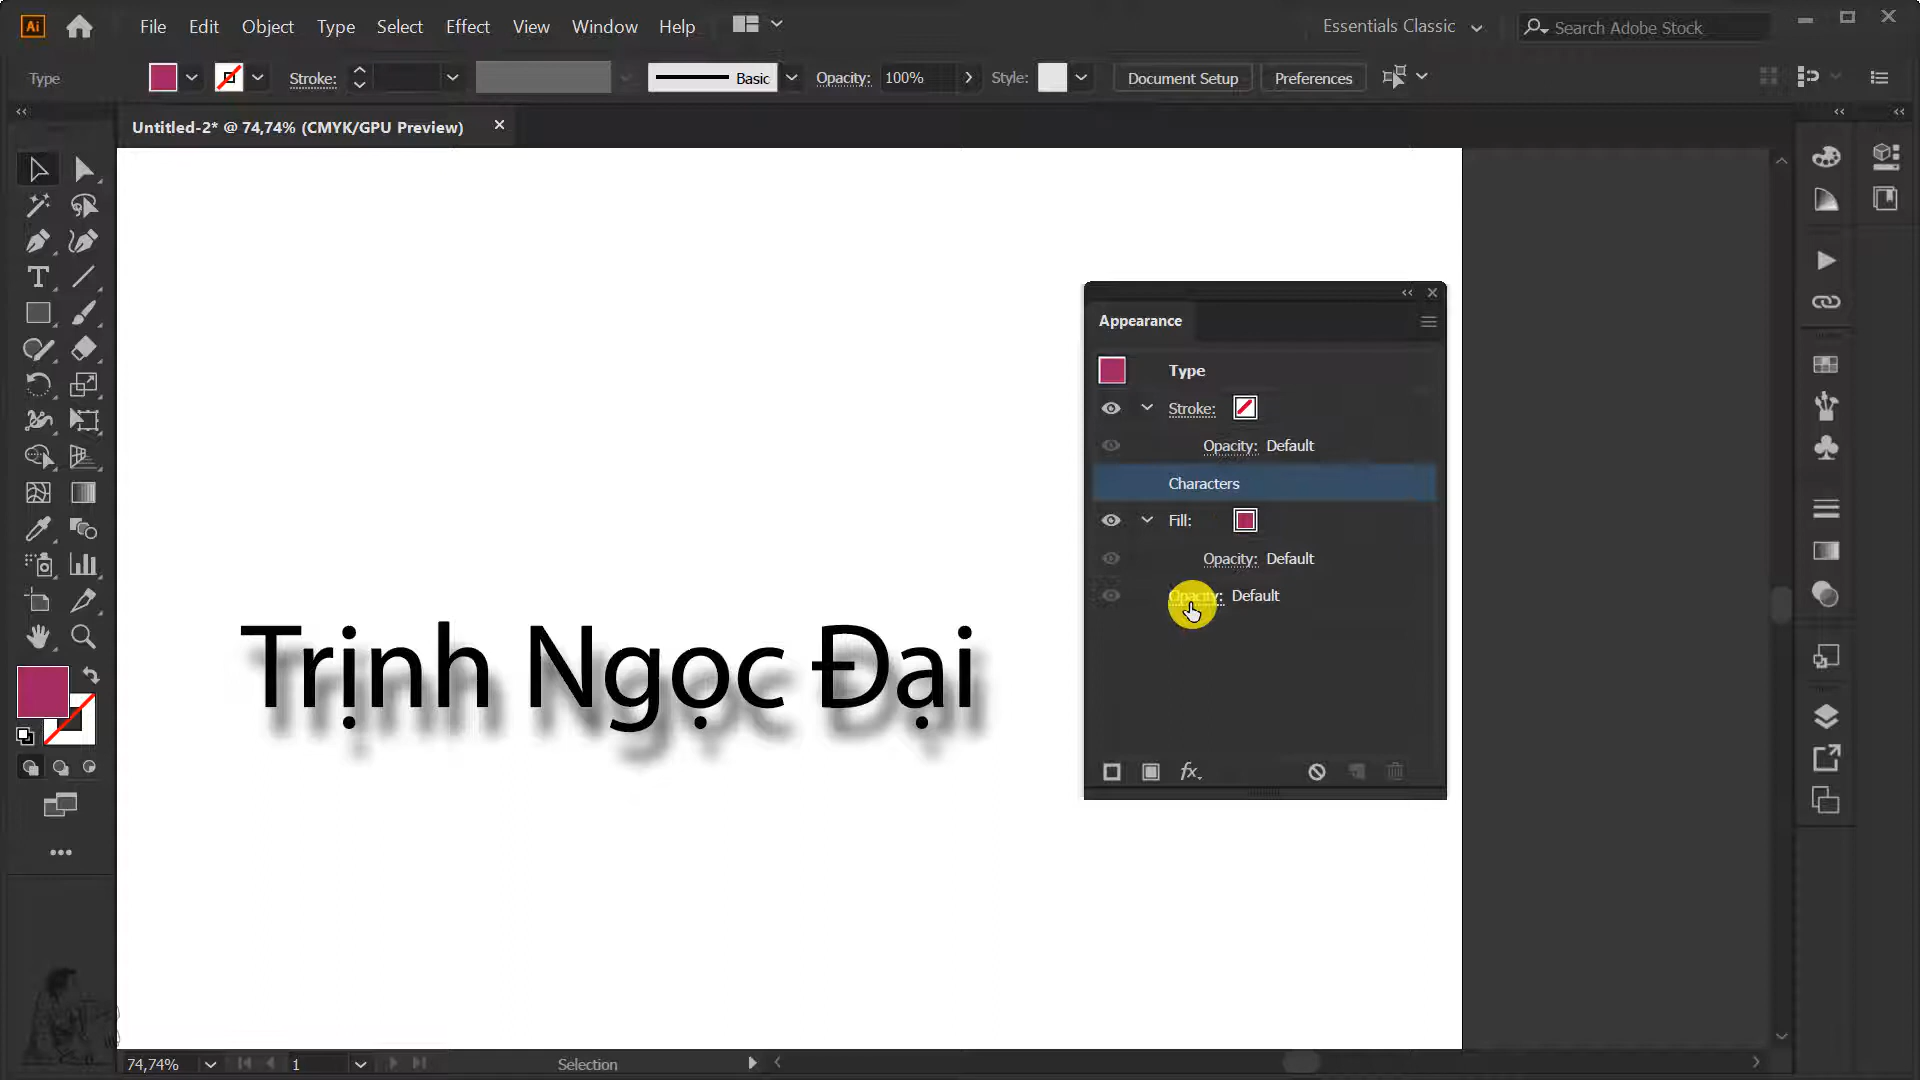 Ai File Edit Object Type Select Effect View Window Help Essentials Classic Search Adobe Stock
Type Stroke: Basic Opacity: 100% Style: Document Setup Preferences
Untitled-2* @ 74,74% (CMYK/GPU Preview)
Appearance
Type
Stroke:
Opacity: Default
Characters
Fill:
Opacity: Default
Opacity: Default
fx
Trịnh Ngọc Đại
74,74% 1 Selection